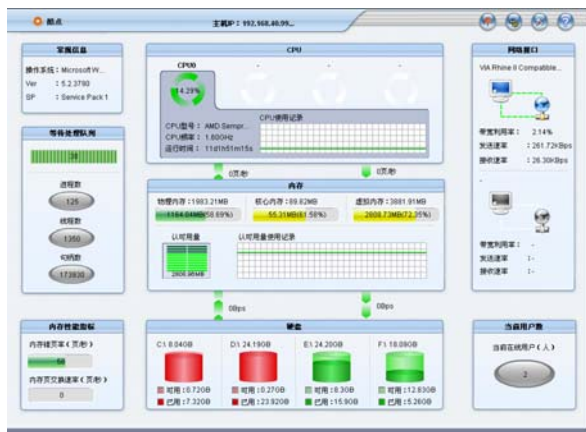 酷点
主机IP：192.168.40.99...
常规信息
操作系统：Microsoft W...
Ver ：5.2.3790
SP ：Service Pack 1
等待处理队列
38
进程数
125
线程数
1350
句柄数
173830
内存性能指标
内存错页率(页/秒)
58
内存页交换速率(页/秒)
0
CPU
CPU0
-
-
-
14.29%
CPU型号：AMD Sempr...
CPU频率：1.60GHz
运行时间：11d1h51m15s
CPU使用记录
0页/秒
0页/秒
内存
物理内存：1983.21MB
核心内存：89.82MB
虚拟内存：3881.91MB
1164.04MB(58.69%)
55.31MB(61.58%)
2808.73MB(72.35%)
认可用量
认可用量使用记录
2808.96MB
0Bps
0Bps
硬盘
C:\ 8.04GB
D:\ 24.19GB
E:\ 24.20GB
F:\ 18.09GB
可用：0.72GB
可用：0.27GB
可用：8.3GB
可用：12.83GB
已用：7.32GB
已用：23.92GB
已用：15.9GB
已用：5.26GB
网络接口
VIA Rhine II Compatible...
带宽利用率： 2.14%
发送速率 ：261.72KBps
接收速率 ：26.30KBps
-
带宽利用率： -
发送速率 ：-
接收速率 ：-
当前用户数
当前在线用户(人)
2